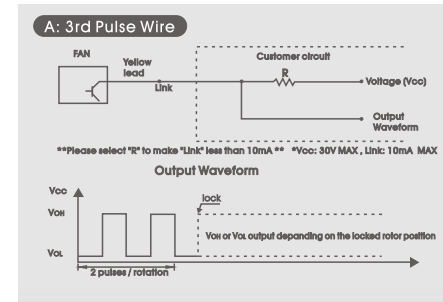 A: 3rd Pulse Wire
FAN
Yellow lead
Link
Customer circuit
R
Voltage (Vcc)
Output Waveform
**Please select "R" to make "Link" less than 10mA ** *Vcc: 30V MAX , Link: 10mA MAX
Output Waveform
Vcc
VOH
VOL
lock
VOH or VOL output depanding on the locked rotor position
2 pulses / rotation